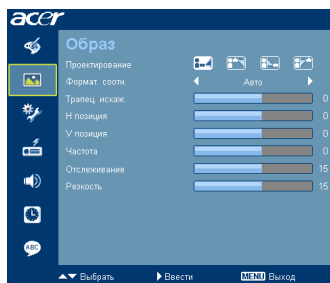 acer
Образ
Проектирование
Формат. соотн. Авто
Трапец. искаж. 0
H позиция 0
V позиция 0
Частота 0
Отслеживание 15
Резкость 15
ABC
Выбрать Ввести MENU Выход